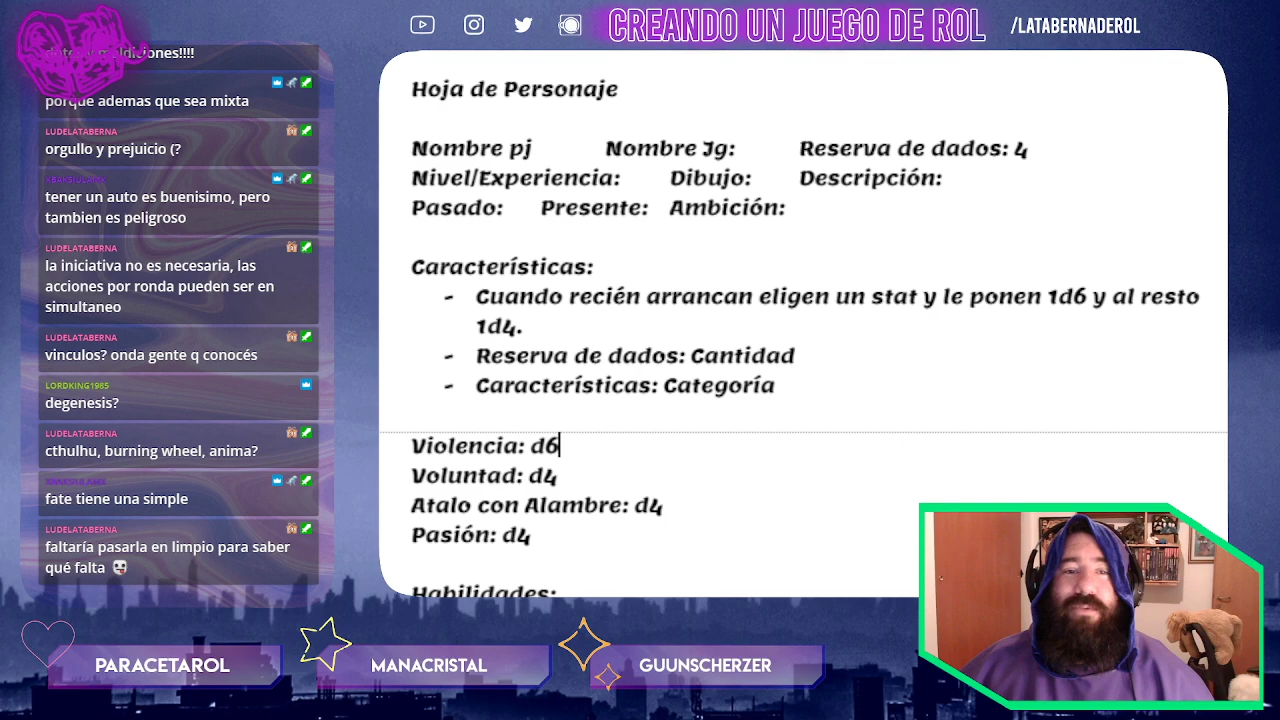 CREANDO UN JUEGO DE ROL
/LATABERNADEROL
porque ademas que sea mixta
LUDELATABERNA
orgullo y prejuicio (?
tener un auto es buenisimo, pero
tambien es peligroso
LUDELATABERNA
la iniciativa no es necesaria, las
acciones por ronda pueden ser en
simultaneo
LUDELATABERNA
vinculos? onda gente q conocés
LORDKING1985
degenesis?
LUDELATABERNA
cthulhu, burning wheel, anima?
fate tiene una simple
LUDELATABERNA
faltaría pasarla en limpio para saber
qué falta
Hoja de Personaje
Nombre pj Nombre Jg: Reserva de dados: 4
Nivel/Experiencia: Dibujo: Descripción:
Pasado: Presente: Ambición:
Características:
- Cuando recién arrancan eligen un stat y le ponen 1d6 y al resto
1d4.
- Reserva de dados: Cantidad
- Características: Categoría
Violencia: d6
Voluntad: d4
Atalo con Alambre: d4
Pasión: d4
Habilidades:
PARACETAROL
MANACRISTAL
GUUNSCHERZER